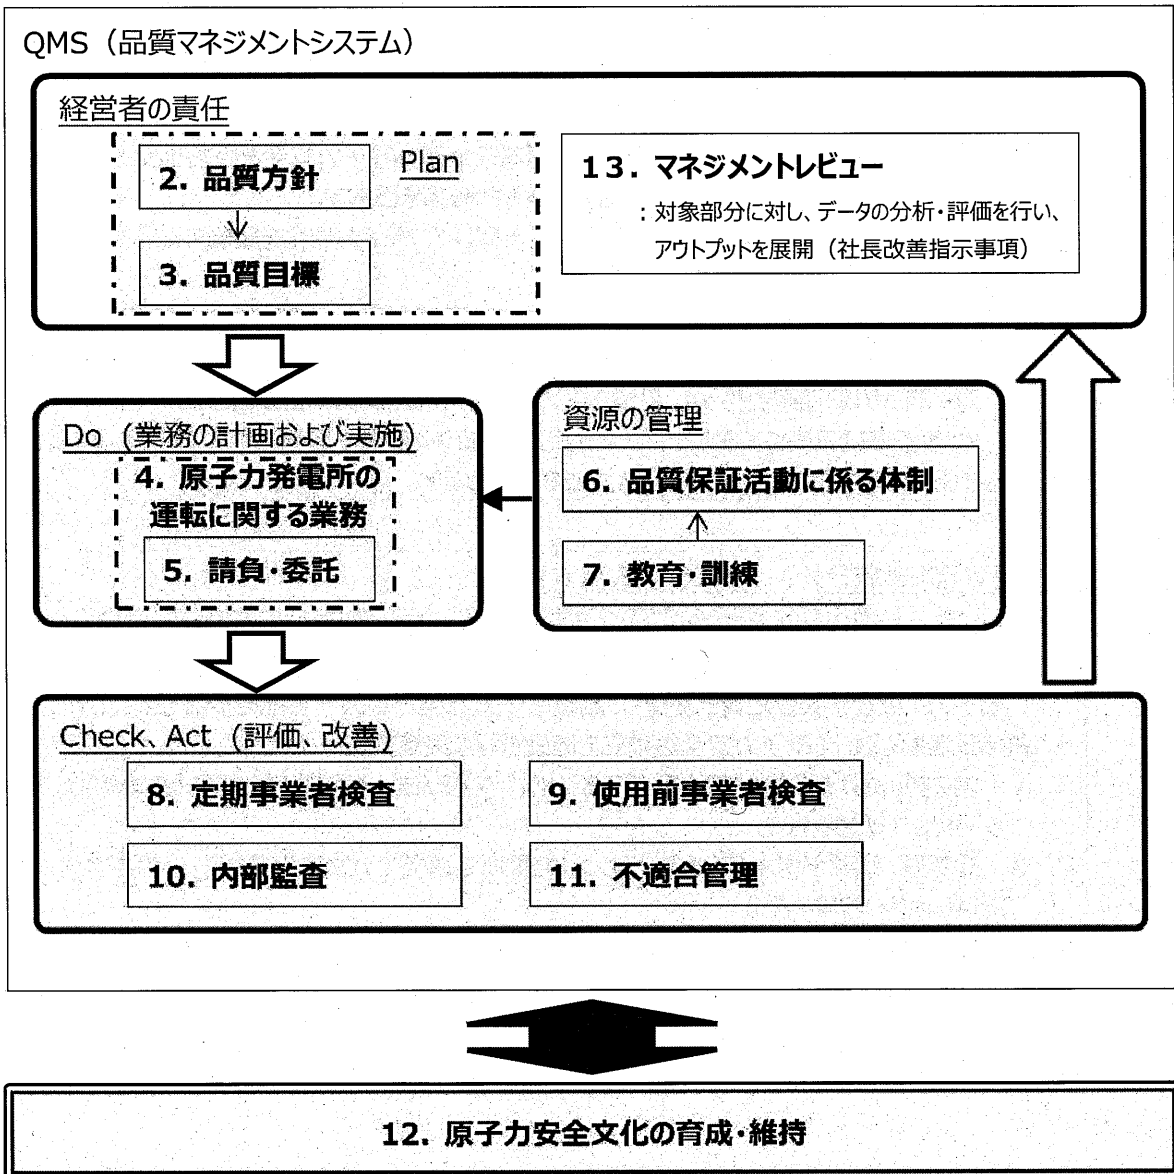 QMS（品質マネジメントシステム）
経営者の責任
Plan
2. 品質方針
3. 品質目標
13. マネジメントレビュー
：対象部分に対し、データの分析・評価を行い、
アウトプットを展開（社長改善指示事項）
Do（業務の計画および実施）
4. 原子力発電所の
運転に関する業務
5. 請負・委託
資源の管理
6. 品質保証活動に係る体制
7. 教育・訓練
Check、Act（評価、改善）
8. 定期事業者検査
9. 使用前事業者検査
10. 内部監査
11. 不適合管理
12. 原子力安全文化の育成・維持